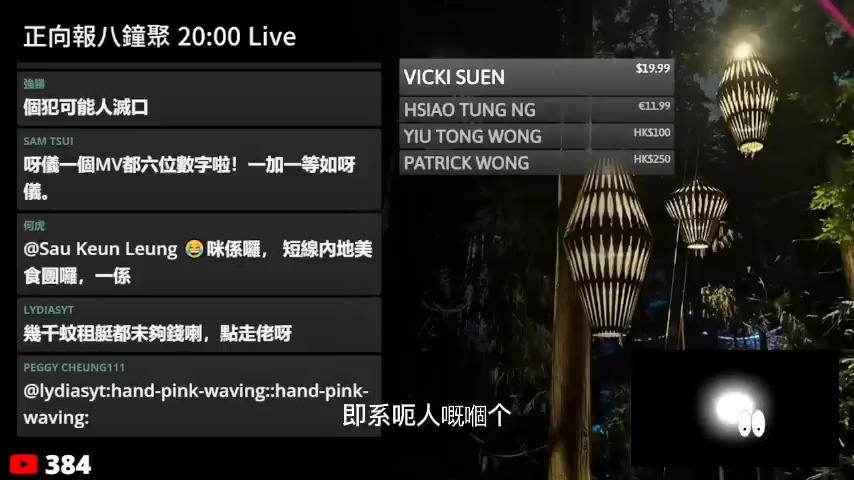 正向報八鐘聚 20:00 Live
強勝
個犯可能人滅口
SAM TSUI
呀儀一個MV都六位數字啦！一加一等如呀
儀。
何虎
@Sau Keun Leung 😂咪係囉， 短線內地美
食團囉，一係
LYDIASYT
幾千蚊租艇都未夠錢喇，點走佬呀
PEGGY CHEUNG111
@lydiasyt:hand-pink-waving::hand-pink-
waving:
VICKI SUEN $19.99
HSIAO TUNG NG €11.99
YIU TONG WONG HK$100
PATRICK WONG HK$250
即系呃人嘅嗰个
384